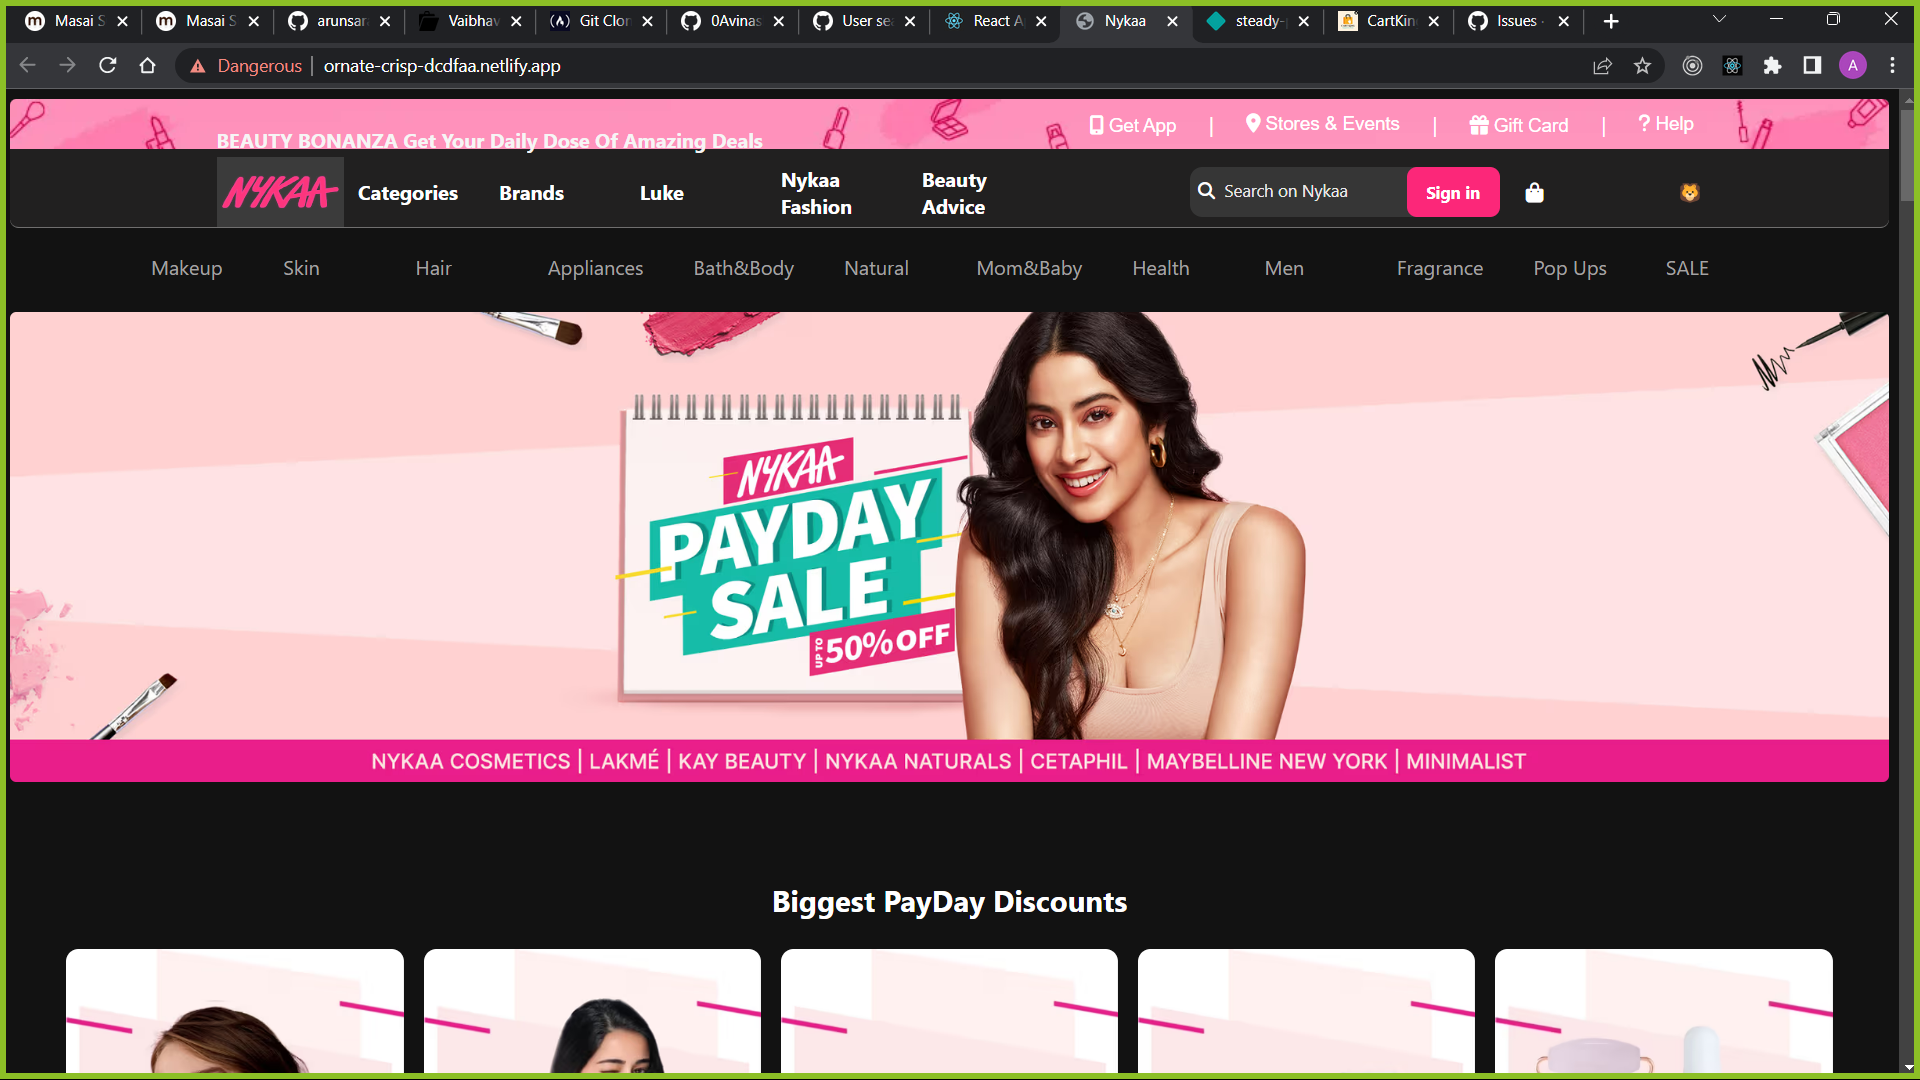 Masai S
Masai S
arunsar
Vaibhav
Git Clon
0Avinas
User sea
React A
Nykaa
steady-
CartKin
Issues ·
Dangerous
ornate-crisp-dcdfaa.netlify.app
A
BEAUTY BONANZA Get Your Daily Dose Of Amazing Deals
Get App | Stores & Events | Gift Card | Help
NYKAA
Categories
Brands
Luke
Nykaa
Fashion
Beauty
Advice
Search on Nykaa
Sign in
Makeup
Skin
Hair
Appliances
Bath&Body
Natural
Mom&Baby
Health
Men
Fragrance
Pop Ups
SALE
NYKAA
PAYDAY
SALE
UP TO 50% OFF
NYKAA COSMETICS | LAKMÉ | KAY BEAUTY | NYKAA NATURALS | CETAPHIL | MAYBELLINE NEW YORK | MINIMALIST
Biggest PayDay Discounts